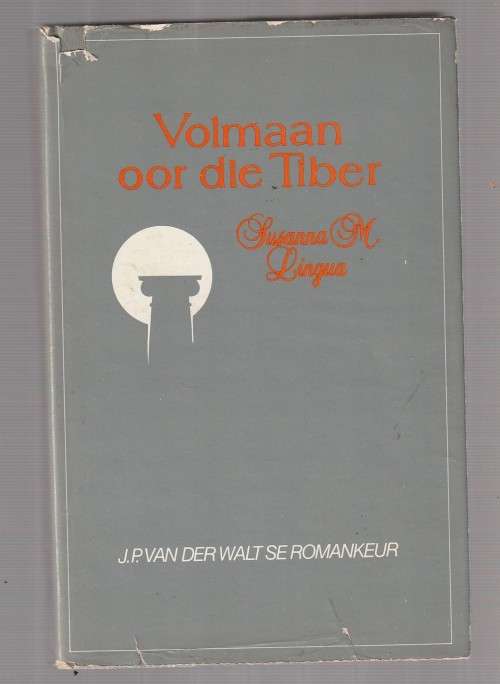 Volmaan
oor die Tiber
Susanna M.
Lingua
J.P. VAN DER WALT SE ROMANKEUR